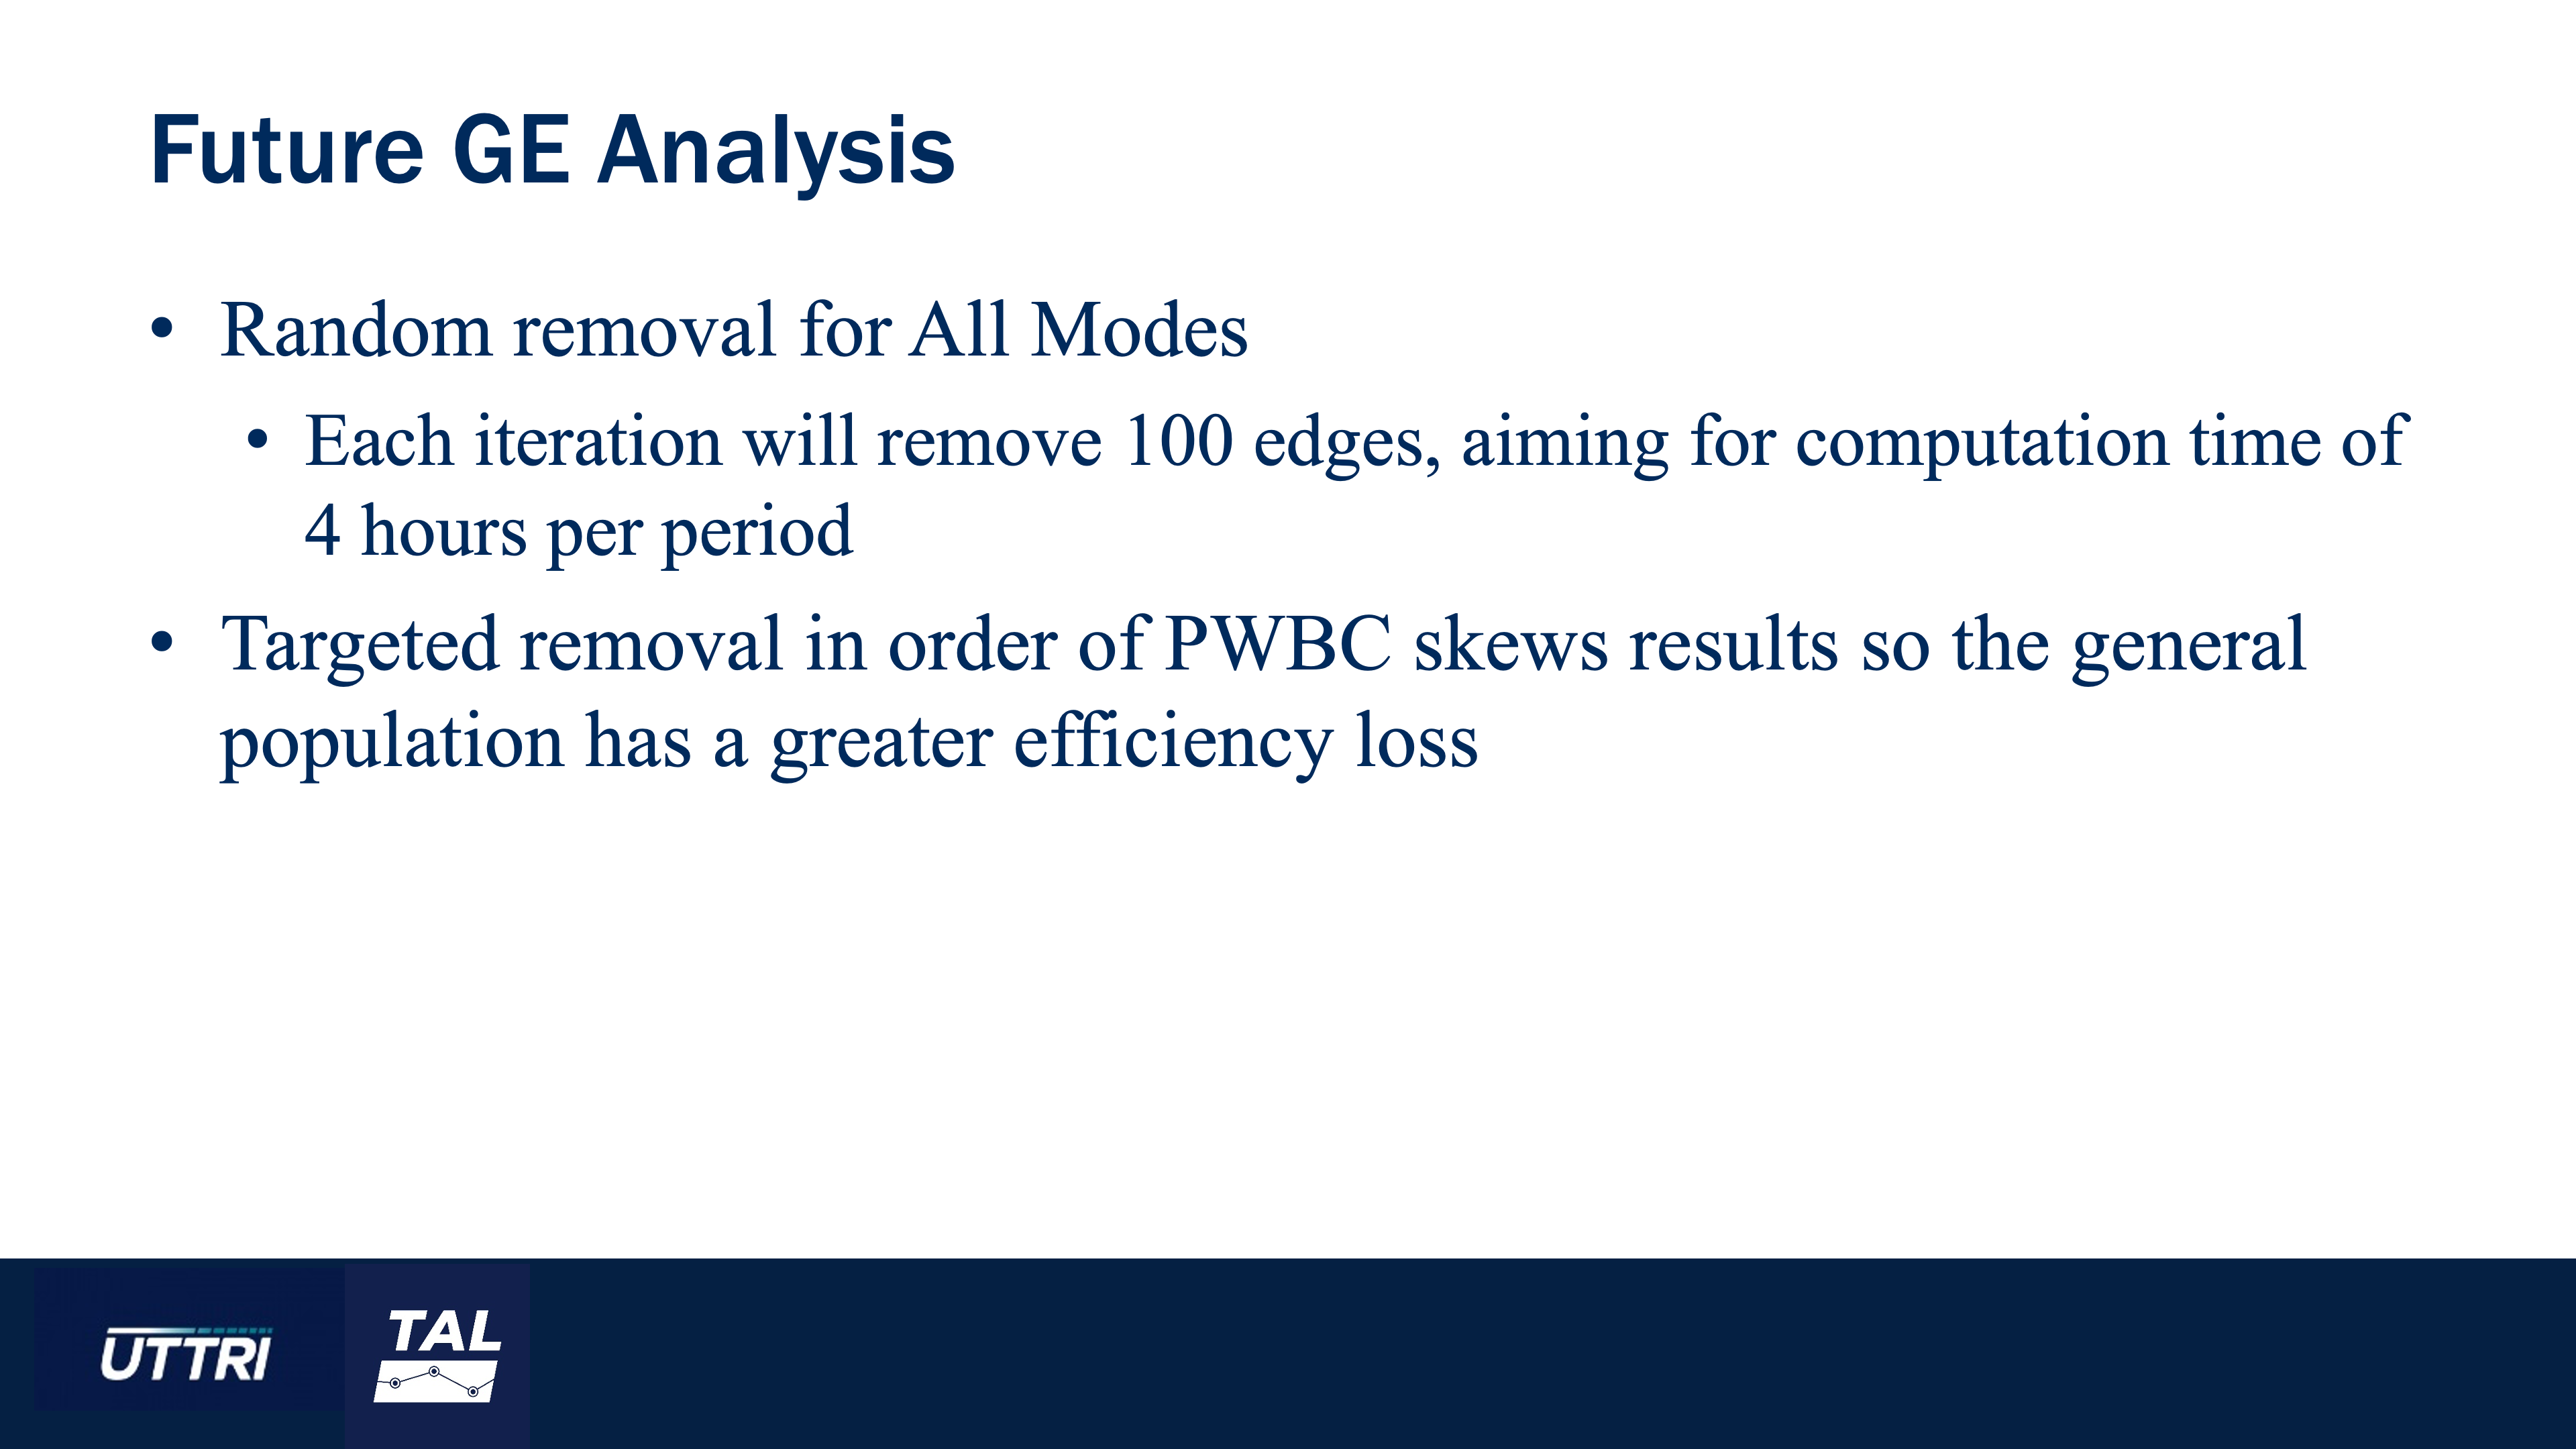 Future GE Analysis
• Random removal for All Modes
• Each iteration will remove 100 edges, aiming for computation time of
4 hours per period
• Targeted removal in order of PWBC skews results so the general
population has a greater efficiency loss
UTTRI
TAL